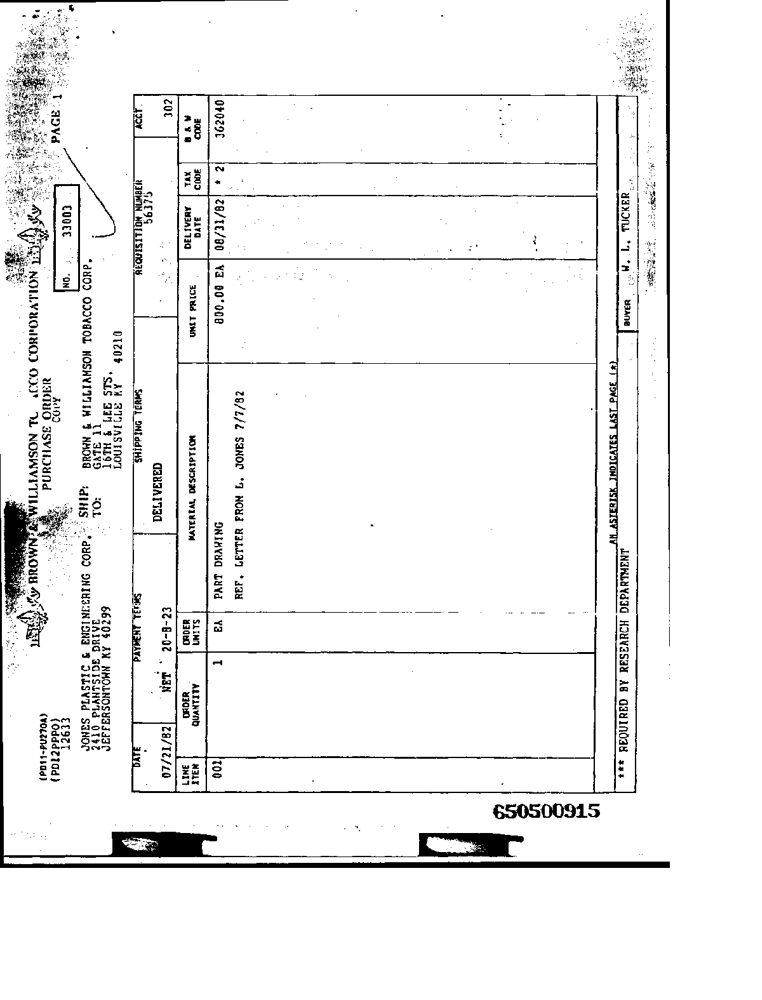 (PD11-PU270A)
(PD12PPPO)
12633
BROWN & WILLIAMSON CORPORATION
PURCHASE ORDER
COPY
PAGE 1
NO. 33003
JONES PLASTIC & ENGINEERING CORP.
2410 PLANTSIDE DRIVE
JEFFERSONTOWN KY 40299
SHIP TO:
BROWN & WILLIAMSON TOBACCO CORP.
GATE 11
16TH & LEE STS.
LOUISVILLE KY 40210
DATE PAYMENT TERMS SHIPPING TERMS REQUISITION NUMBER ACCT.
07/21/82 NET 20-8-23 DELIVERED 56375 302
LINE ITEM ORDER QUANTITY ORDER UNITS MATERIAL DESCRIPTION UNIT PRICE DELIVERY DATE TAX CODE B & W CODE
001 1 EA PART DRAWING 800.00 EA 08/31/82 * 2 362040
REF. LETTER FROM L. JONES 7/7/82
AN ASTERISK INDICATES LAST PAGE (*)
*** REQUIRED BY RESEARCH DEPARTMENT
BUYER W. L. TUCKER
650500915